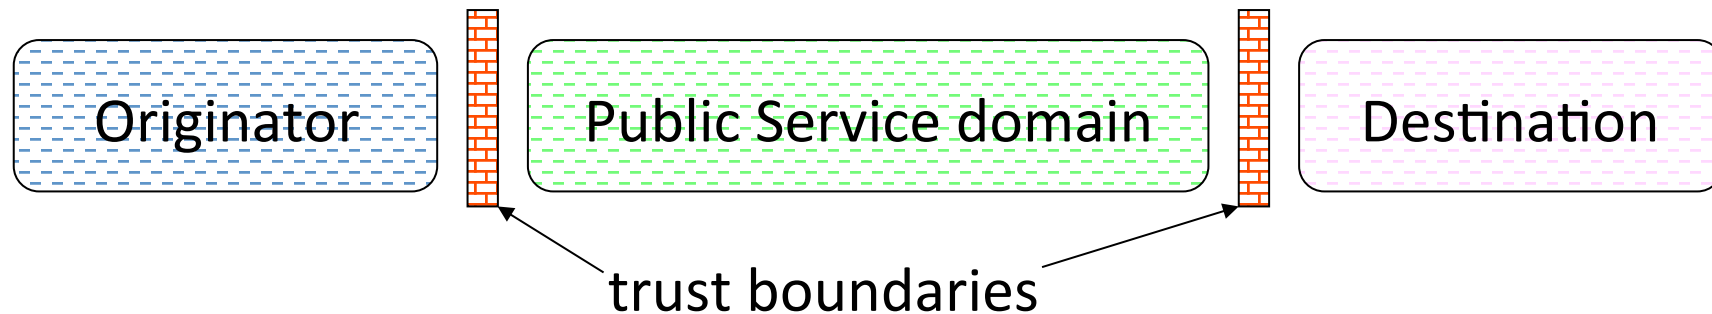 Originator
Public Service domain
Destination
trust boundaries